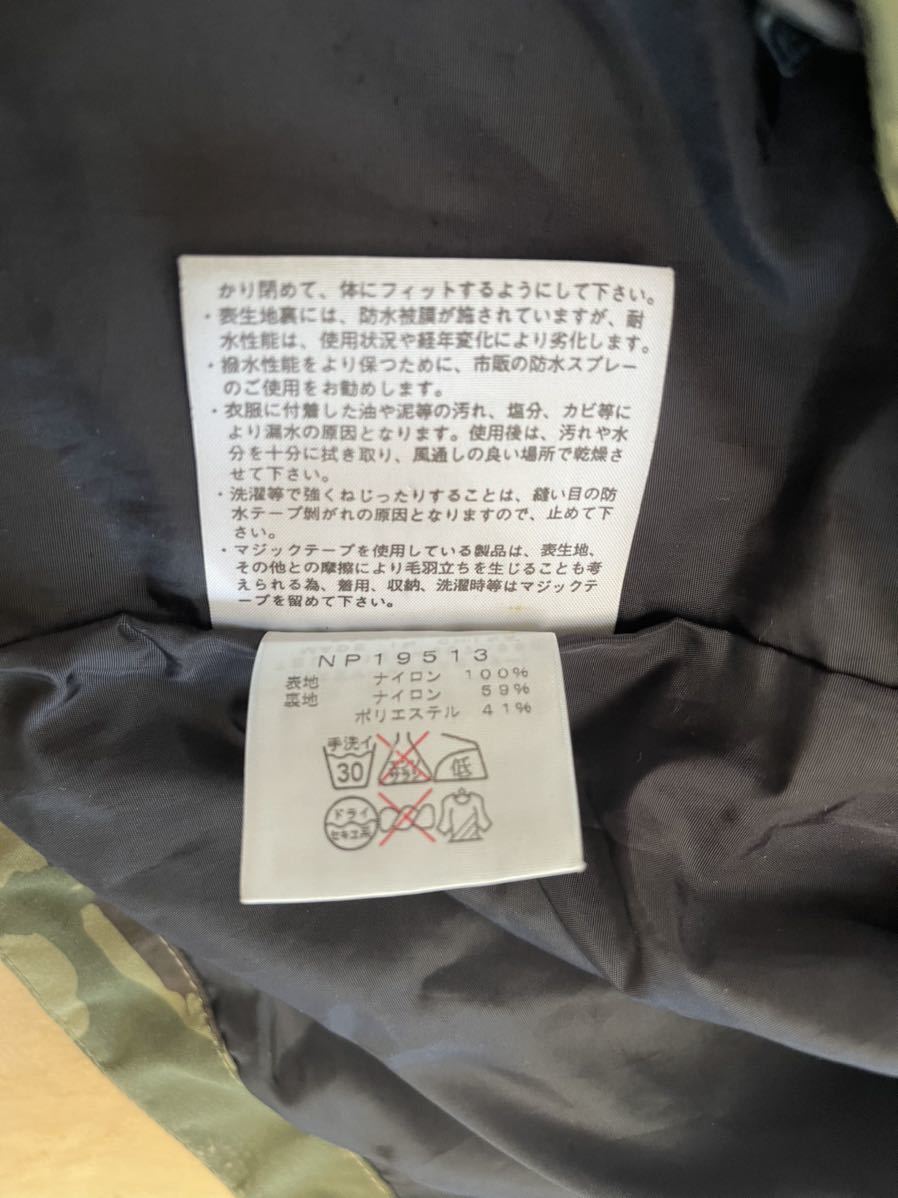 かり閉めて、体にフィットするようにして下さい。
・表生地裏には、防水被膜が施されていますが、耐
水性能は、使用状況や経年変化により劣化します。
・撥水性能をより保つために、市販の防水スプレー
のご使用をお勧めします。
・衣服に付着した油や泥等の汚れ、塩分、カビ等に
より漏水の原因となります。使用後は、汚れや水
分を十分に拭き取り、風通しの良い場所で乾燥さ
せて下さい。
・洗濯等で強くねじったりすることは、縫い目の防
水テープ剝がれの原因となりますので、止めて下
さい。
・マジックテープを使用している製品は、表生地、
その他との摩擦により毛羽立ちを生じることも考
えられる為、着用、収納、洗濯時等はマジックテ
ープを留めて下さい。
NP19513
表地 ナイロン 100%
裏地 ナイロン 59%
ポリエステル 41%
手洗イ
30
サラシ
低
ドライ
セキユ系